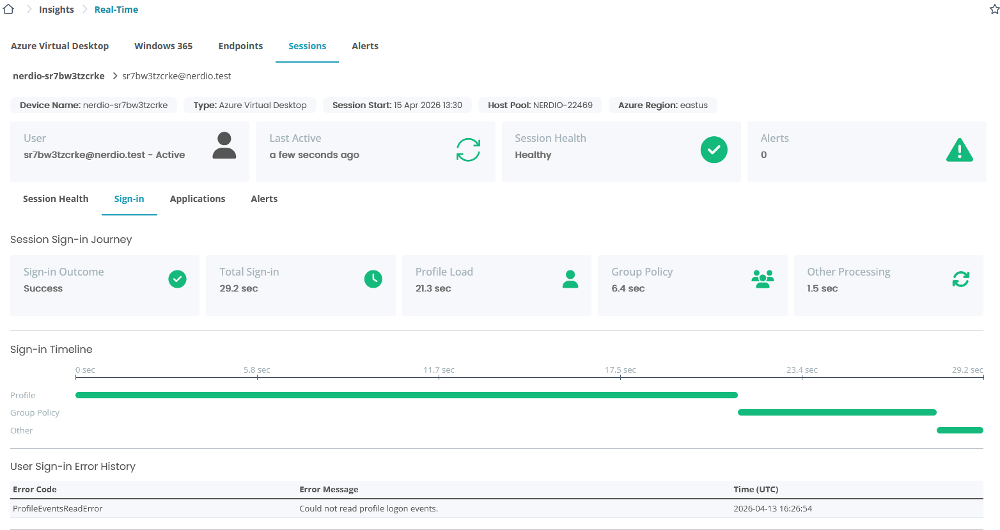 Insights Real-Time
Azure Virtual Desktop Windows 365 Endpoints Sessions Alerts
nerdio-sr7bw3tzcrke sr7bw3tzcrke@nerdio.test
Device Name: nerdio-sr7bw3tzcrke Type: Azure Virtual Desktop Session Start: 15 Apr 2026 13:30 Host Pool: NERDIO-22469 Azure Region: eastus
User
sr7bw3tzcrke@nerdio.test - Active
Last Active
a few seconds ago
Session Health
Healthy
Alerts
0
Session Health Sign-in Applications Alerts
Session Sign-in Journey
Sign-in Outcome
Success
Total Sign-in
29.2 sec
Profile Load
21.3 sec
Group Policy
6.4 sec
Other Processing
1.5 sec
Sign-in Timeline
0 sec 5.8 sec 11.7 sec 17.5 sec 23.4 sec 29.2 sec
Profile
Group Policy
Other
User Sign-in Error History
Error Code Error Message Time (UTC)
ProfileEventsReadError Could not read profile logon events. 2026-04-13 16:26:54